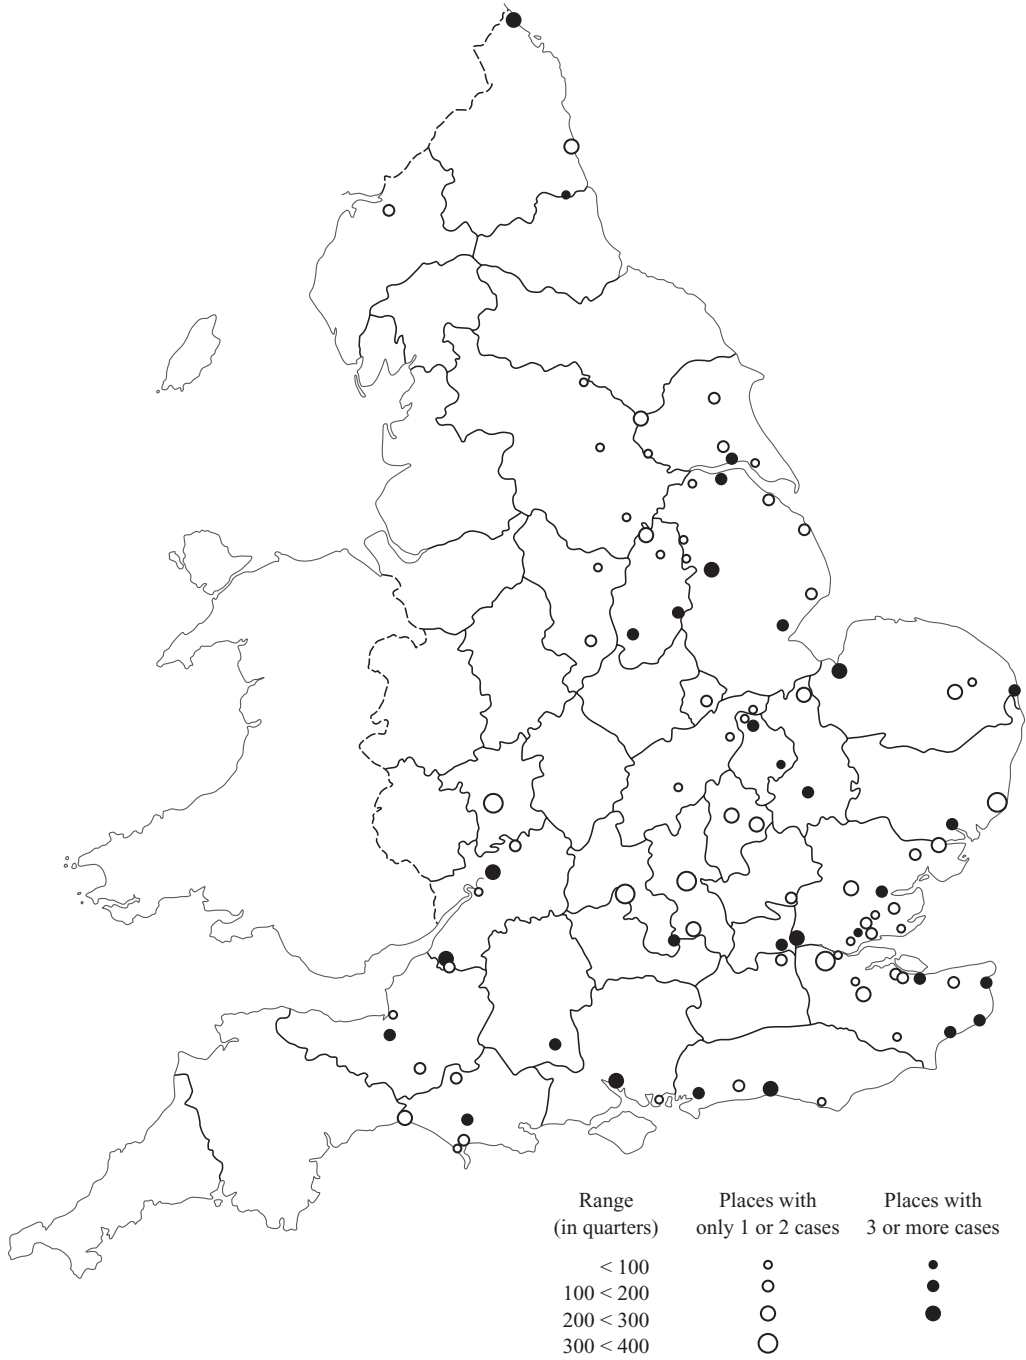 Range Places with Places with
(in quarters) only 1 or 2 cases 3 or more cases
< 100
100 < 200
200 < 300
300 < 400